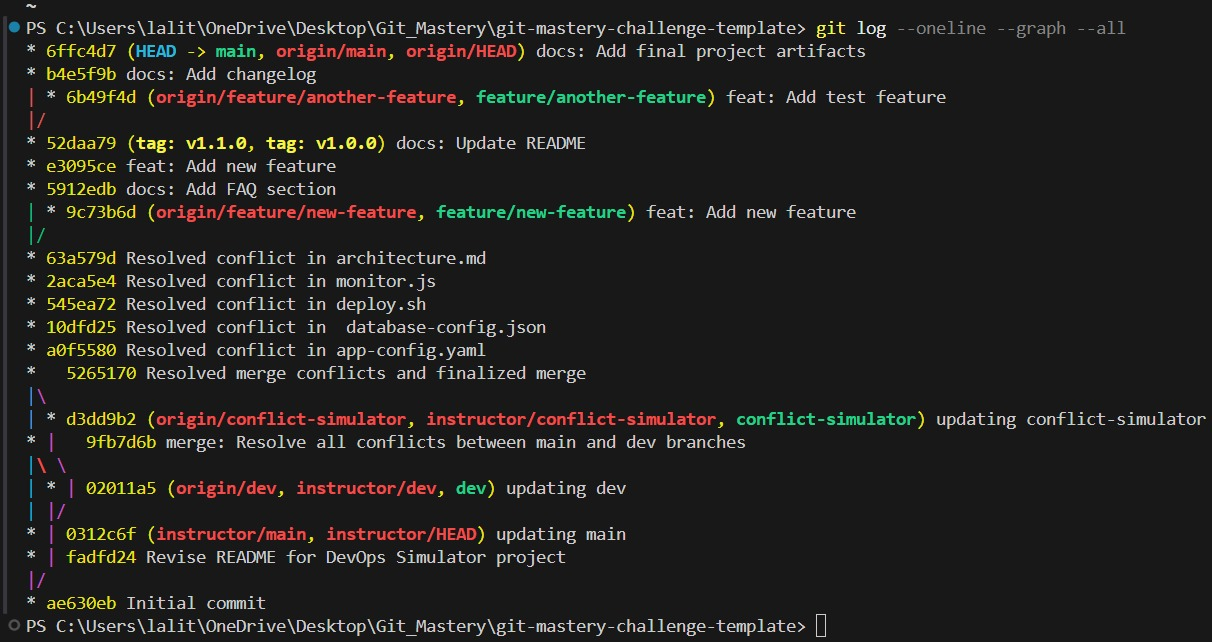 ~
PS C:\Users\lalit\OneDrive\Desktop\Git_Mastery\git-mastery-challenge-template> git log --oneline --graph --all
* 6ffc4d7 (HEAD -> main, origin/main, origin/HEAD) docs: Add final project artifacts
* b4e5f9b docs: Add changelog
| * 6b49f4d (origin/feature/another-feature, feature/another-feature) feat: Add test feature
|/
* 52daa79 (tag: v1.1.0, tag: v1.0.0) docs: Update README
* e3095ce feat: Add new feature
* 5912edb docs: Add FAQ section
| * 9c73b6d (origin/feature/new-feature, feature/new-feature) feat: Add new feature
|/
* 63a579d Resolved conflict in architecture.md
* 2aca5e4 Resolved conflict in monitor.js
* 545ea72 Resolved conflict in deploy.sh
* 10dfd25 Resolved conflict in  database-config.json
* a0f5580 Resolved conflict in app-config.yaml
*   5265170 Resolved merge conflicts and finalized merge
|\
| * d3dd9b2 (origin/conflict-simulator, instructor/conflict-simulator, conflict-simulator) updating conflict-simulator
* |   9fb7d6b merge: Resolve all conflicts between main and dev branches
|\ \
| * | 02011a5 (origin/dev, instructor/dev, dev) updating dev
| |/
* | 0312c6f (instructor/main, instructor/HEAD) updating main
* | fadfd24 Revise README for DevOps Simulator project
|/
* ae630eb Initial commit
PS C:\Users\lalit\OneDrive\Desktop\Git_Mastery\git-mastery-challenge-template>